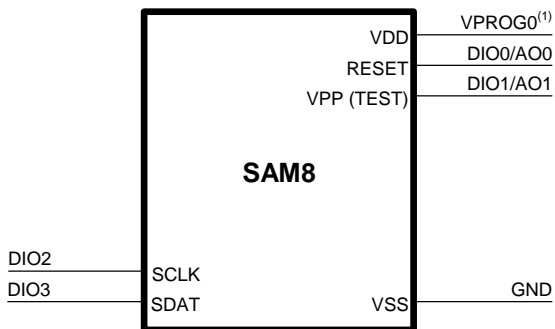 VDD VPROG0(1)
RESET DIO0/AO0
VPP (TEST) DIO1/AO1
SAM8
DIO2 SCLK
DIO3 SDAT VSS GND